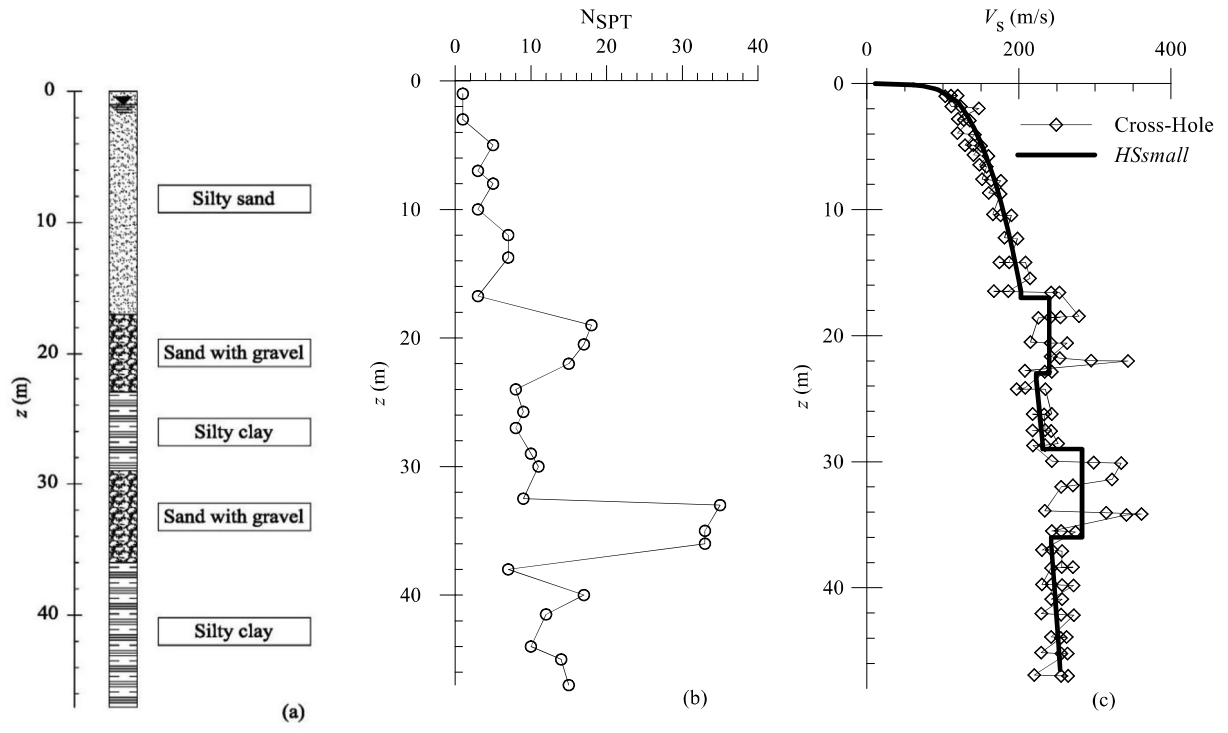 0
10
20
30
40
z (m)
Silty sand
Sand with gravel
Silty clay
Sand with gravel
Silty clay
(a)
NSPT
0 10 20 30 40
0
10
20
30
40
z (m)
(b)
Vs (m/s)
0 200 400
0
10
20
30
40
z (m)
Cross-Hole
HSsmall
(c)